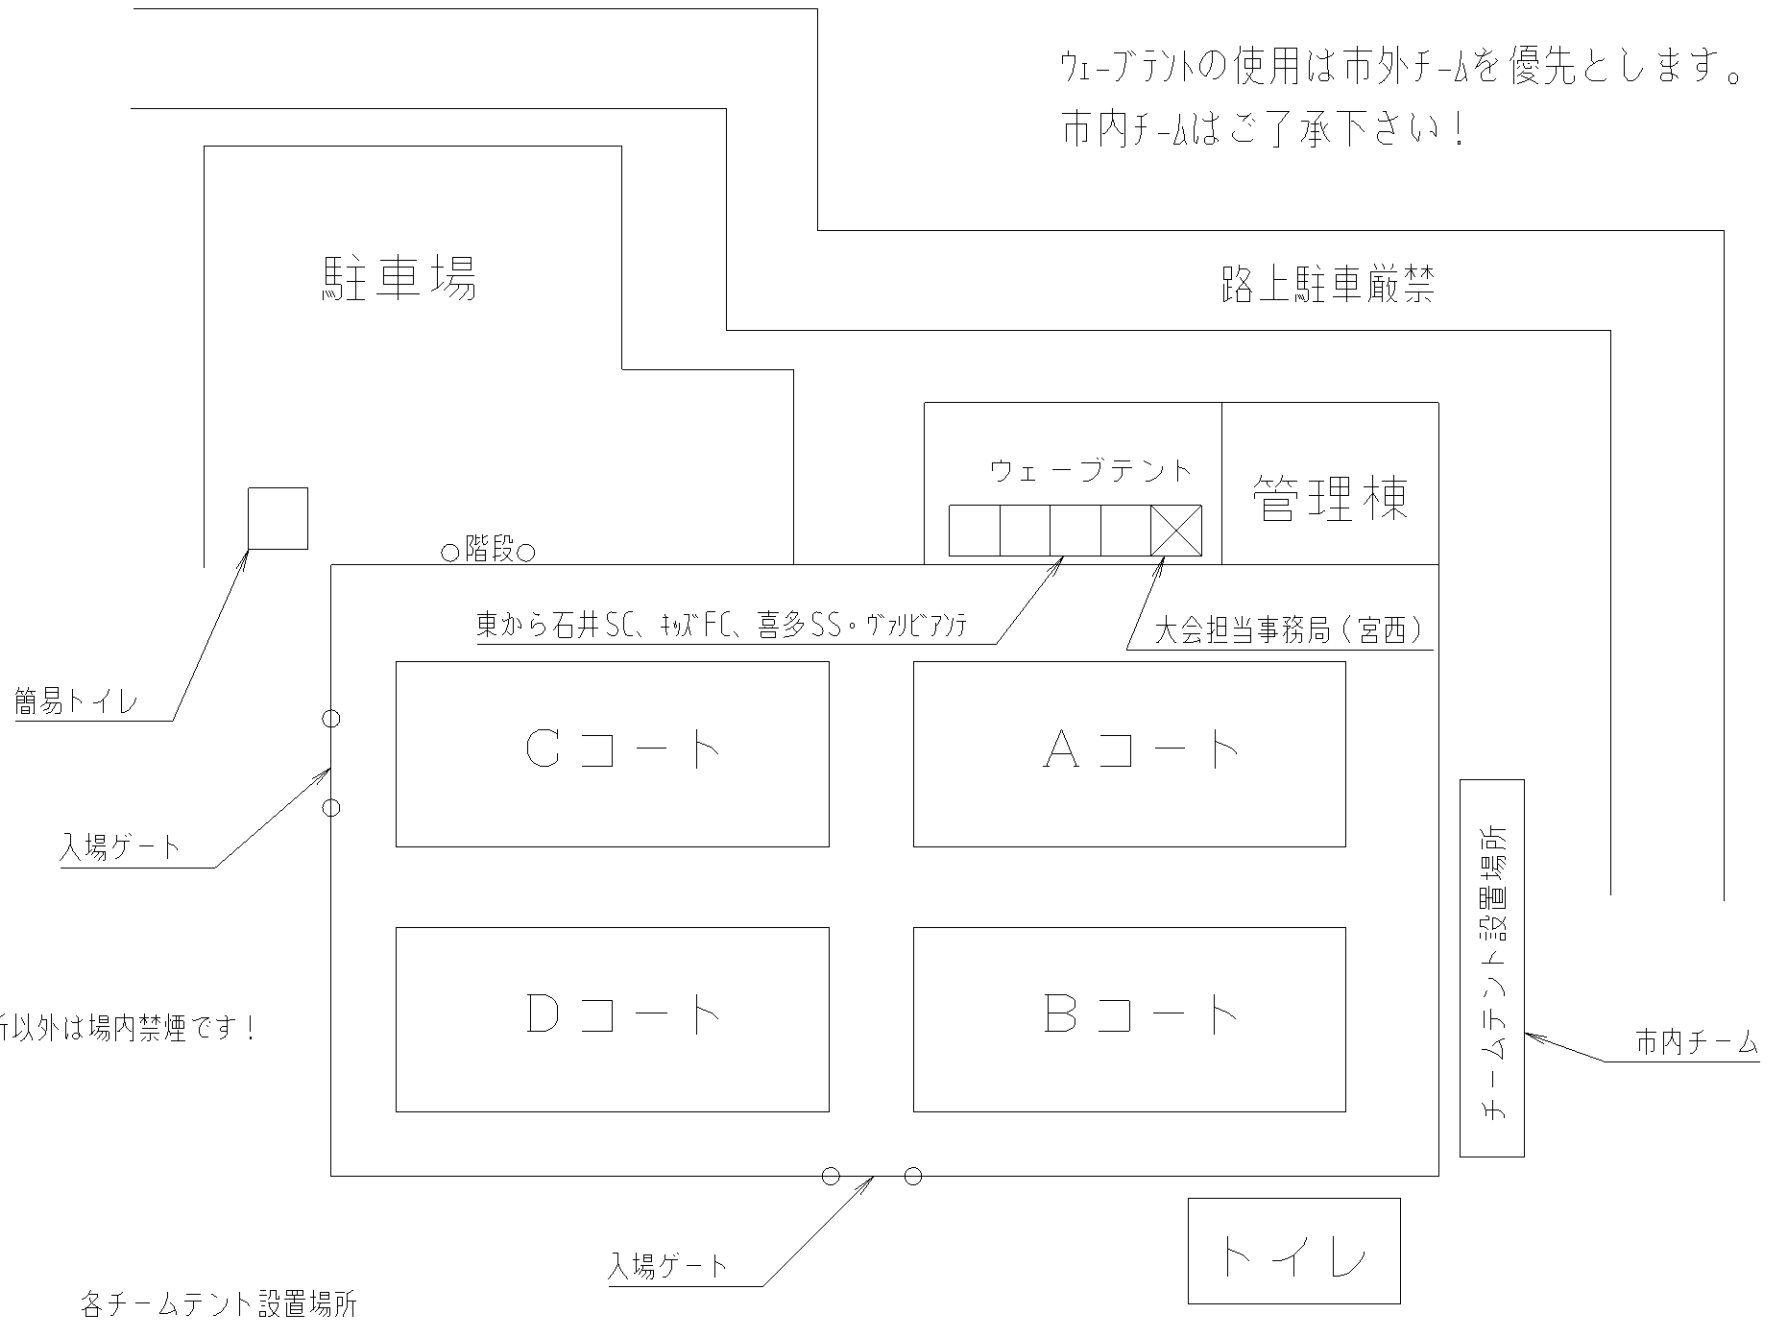 ｳｪｰﾌﾞﾃﾝﾄの使用は市外ﾁｰﾑを優先とします。
市内ﾁｰﾑはご了承下さい！
駐車場
路上駐車厳禁
ウェーブテント
管理棟
○階段○
東から石井SC、ｷｯｽﾞFC、喜多SS・ｳﾞｧﾘﾋﾞｱﾝﾃ
大会担当事務局（宮西）
簡易トイレ
Cコート
Aコート
入場ゲート
チームテント設置場所
Dコート
Bコート
所以外は場内禁煙です！
市内チーム
入場ゲート
トイレ
各チームテント設置場所